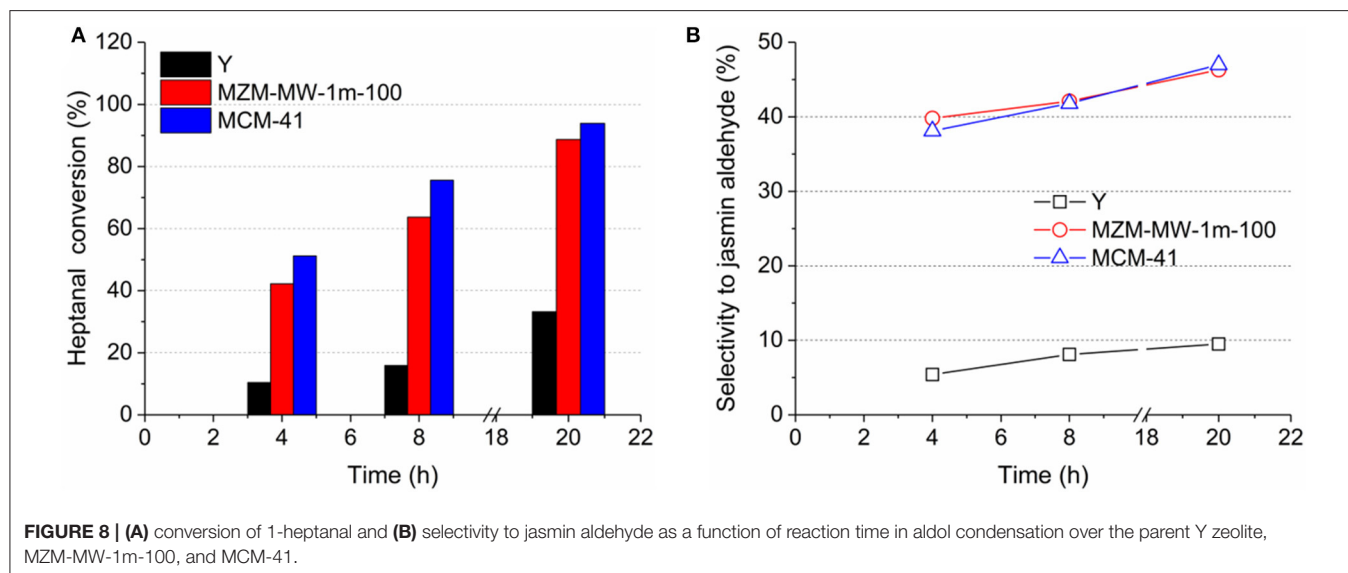 A
Heptanal conversion (%)
120
100
80
60
40
20
0
Y
MZM-MW-1m-100
MCM-41
0 2 4 6 8 18 20 22
Time (h)
B
Selectivity to jasmin aldehyde (%)
50
40
30
20
10
0
Y
MZM-MW-1m-100
MCM-41
0 2 4 6 8 18 20 22
Time (h)
FIGURE 8 | (A) conversion of 1-heptanal and (B) selectivity to jasmin aldehyde as a function of reaction time in aldol condensation over the parent Y zeolite,
MZM-MW-1m-100, and MCM-41.